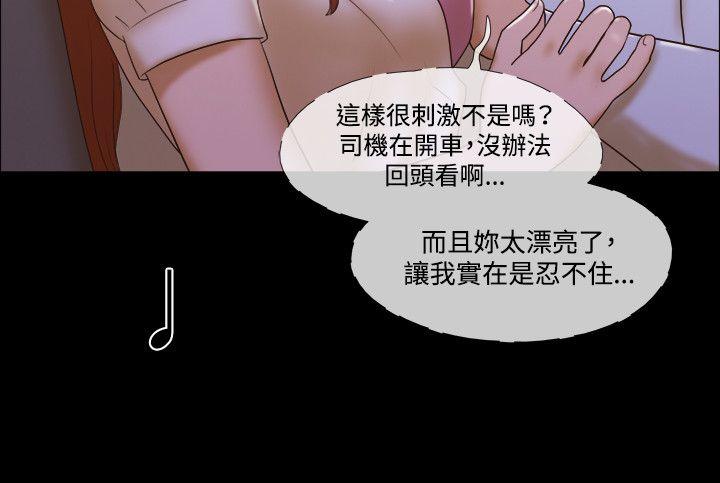 這樣很刺激不是嗎？
司機在開車，沒辦法
回頭看啊...
而且妳太漂亮了，
讓我實在是忍不住...